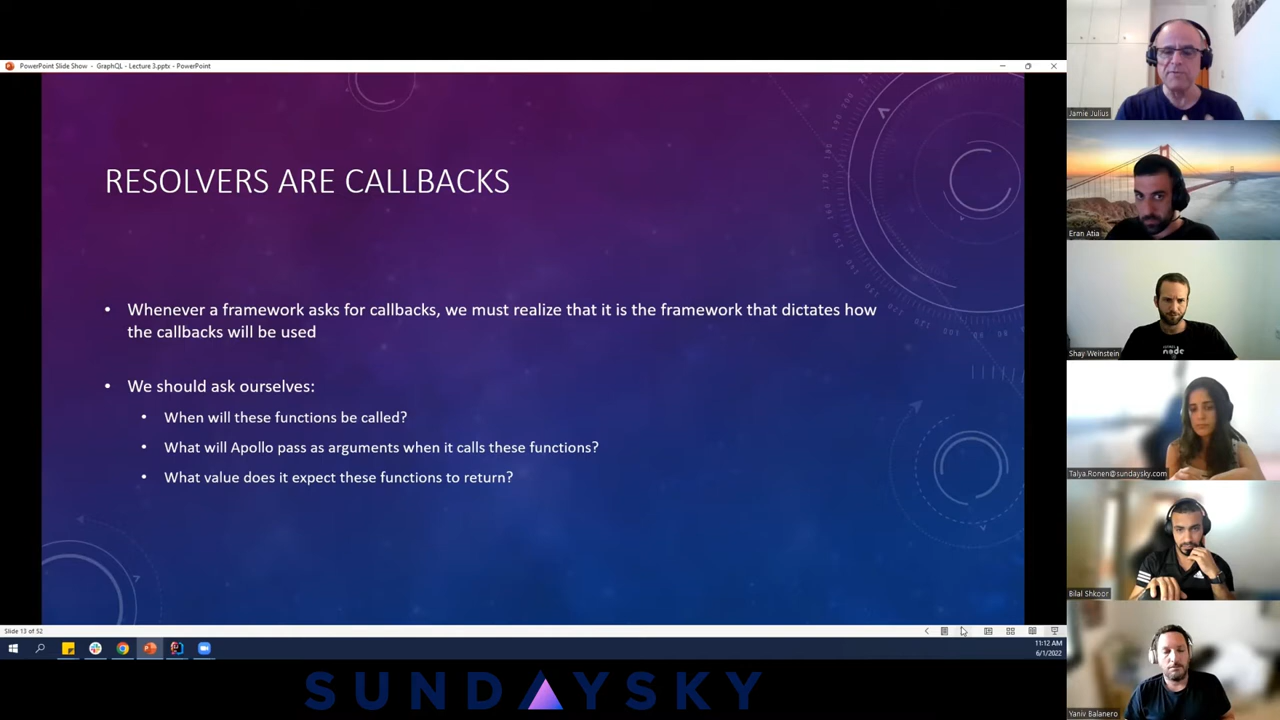 PowerPoint Slide Show - GraphQL - Lecture 3.pptx - PowerPoint
RESOLVERS ARE CALLBACKS
• Whenever a framework asks for callbacks, we must realize that it is the framework that dictates how
the callbacks will be used
• We should ask ourselves:
• When will these functions be called?
• What will Apollo pass as arguments when it calls these functions?
• What value does it expect these functions to return?
Slide 13 of 52
11:12 AM
6/1/2022
SUNDAYSKY
Jamie Julius
Eran Atia
node
Shay Weinstein
Talya.Ronen@sundaysky.com
Bilal Shkoor
Yaniv Balanero